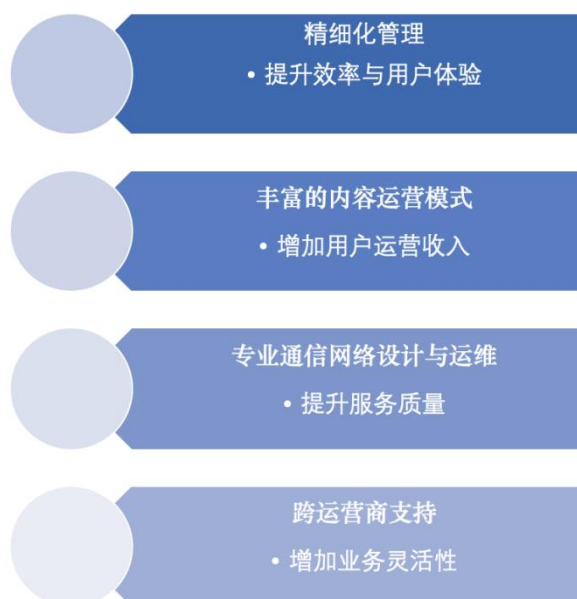 精细化管理
• 提升效率与用户体验
丰富的内容运营模式
• 增加用户运营收入
专业通信网络设计与运维
• 提升服务质量
跨运营商支持
• 增加业务灵活性